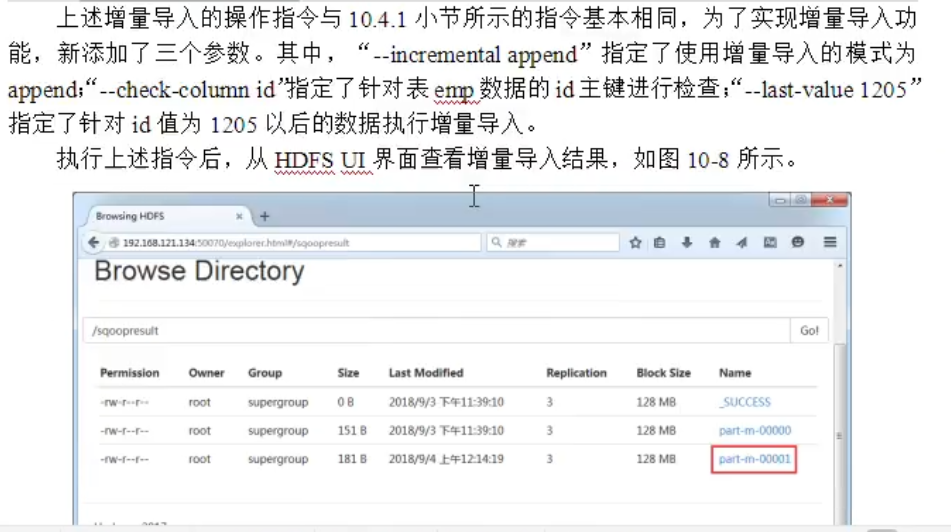 上述增量导入的操作指令与 10.4.1 小节所示的指令基本相同，为了实现增量导入功
能，新添加了三个参数。其中，“--incremental append”指定了使用增量导入的模式为
append;“--check-column id”指定了针对表 emp 数据的 id 主键进行检查;“--last-value 1205”
指定了针对 id 值为 1205 以后的数据执行增量导入。
执行上述指令后，从 HDFS UI 界面查看增量导入结果，如图 10-8 所示。
Browsing HDFS
192.168.121.134:50070/explorer.html#/sqoopresult
搜索
Browse Directory
/sqoopresult Go!
Permission Owner Group Size Last Modified Replication Block Size Name
-rw-r--r-- root supergroup 0 B 2018/9/3 下午11:39:10 3 128 MB _SUCCESS
-rw-r--r-- root supergroup 151 B 2018/9/3 下午11:39:10 3 128 MB part-m-00000
-rw-r--r-- root supergroup 181 B 2018/9/4 上午12:14:19 3 128 MB part-m-00001